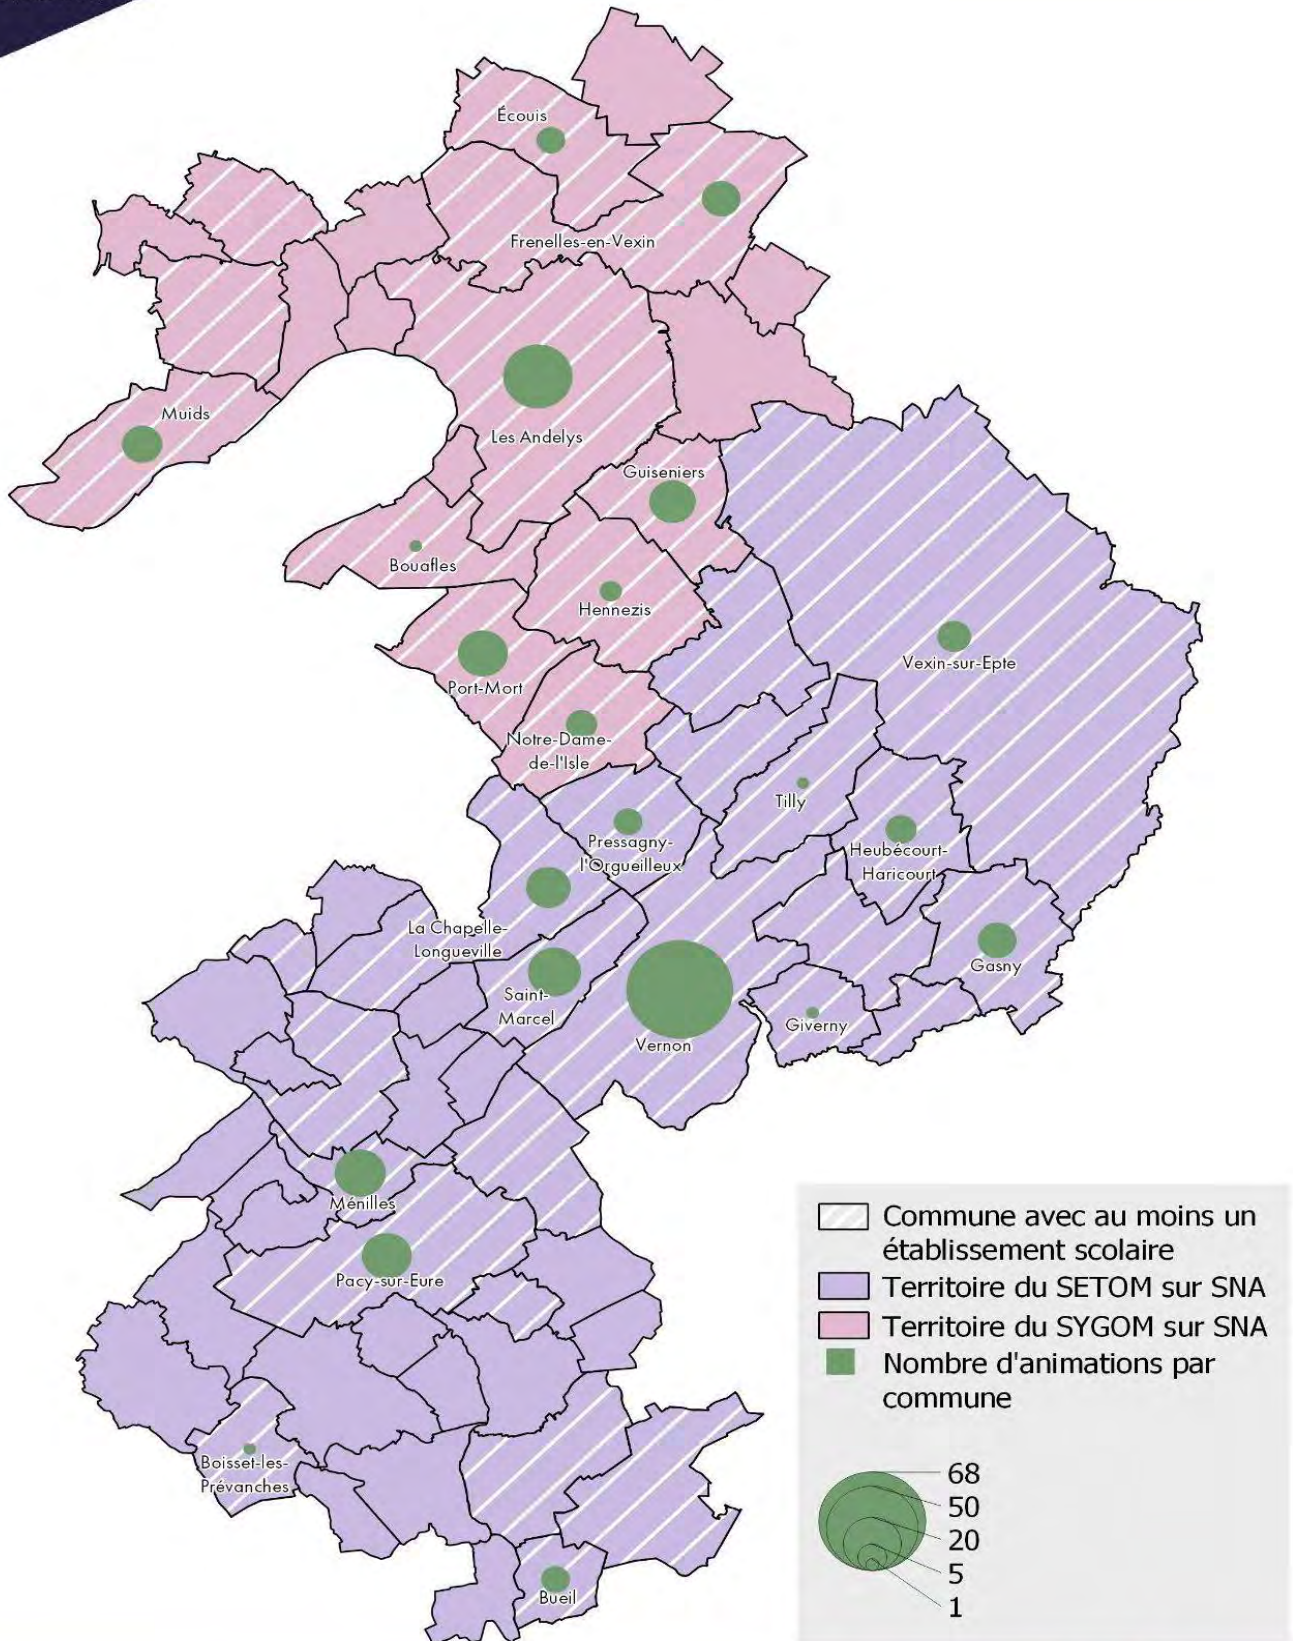 Écouis
Frenelles-en-Vexin
Muids
Les Andelys
Guiseniers
Bouafles
Hennezis
Vexin-sur-Epte
Port-Mort
Notre-Dame-
de-l'Isle
Tilly
Pressagny-
l'Orgueilleux
Heubécourt-
Haricourt
La Chapelle-
Longueville
Gasny
Saint-
Marcel
Giverny
Vernon
Ménilles
Pacy-sur-Eure
Boisset-les-
Prévanches
Bueil
Commune avec au moins un
établissement scolaire
Territoire du SETOM sur SNA
Territoire du SYGOM sur SNA
Nombre d'animations par
commune
68
50
20
5
1